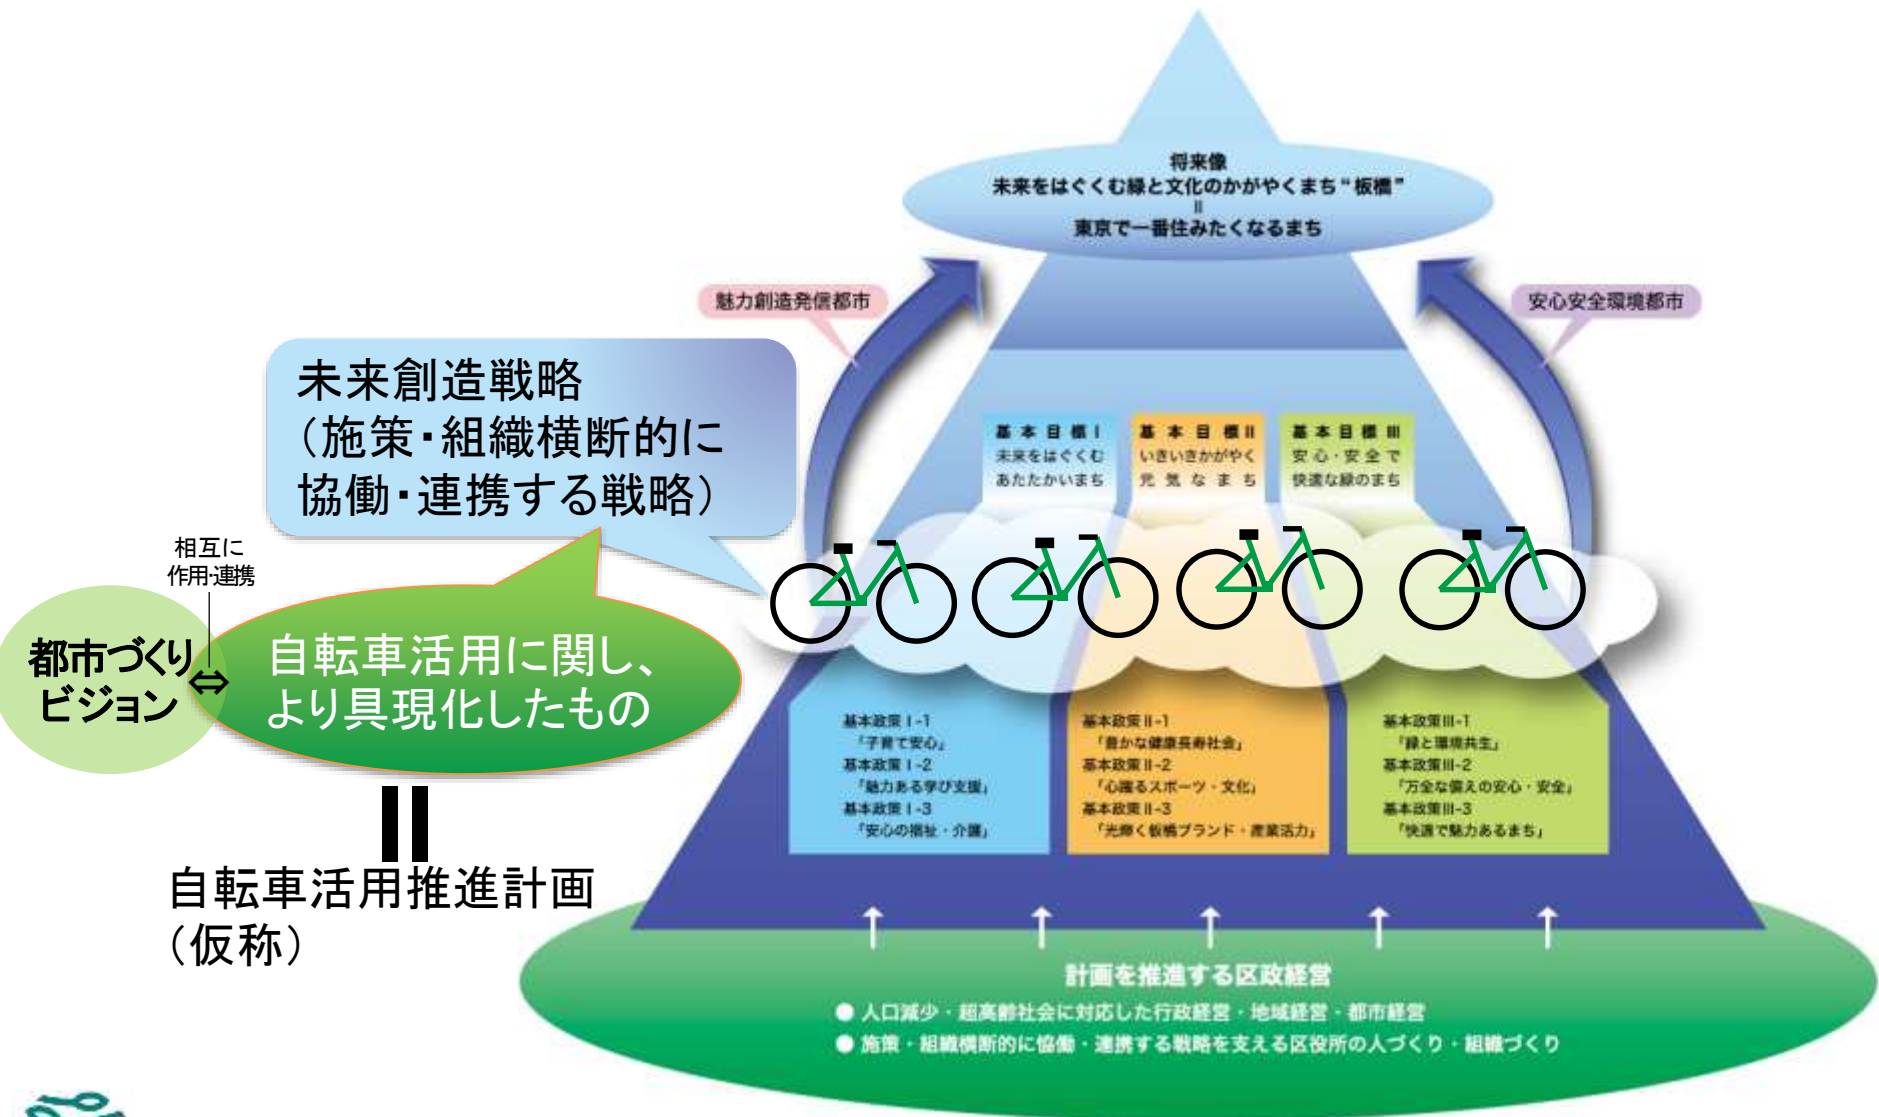 将来像
未来をはぐくむ緑と文化のかがやくまち“板橋”
＝
東京で一番住みたくなるまち
魅力創造発信都市
安心安全環境都市
未来創造戦略
（施策・組織横断的に
協働・連携する戦略）
基本目標Ⅰ
未来をはぐくむ
あたたかいまち
基本目標Ⅱ
いきいきかがやく
元気なまち
基本目標Ⅲ
安心・安全で
快適な緑のまち
相互に
作用・連携
都市づくり
ビジョン
⇔
自転車活用に関し、
より具現化したもの
自転車活用推進計画
（仮称）
基本政策Ⅰ-1
「子育て安心」
基本政策Ⅰ-2
「魅力ある学び支援」
基本政策Ⅰ-3
「安心の福祉・介護」
基本政策Ⅱ-1
「豊かな健康長寿社会」
基本政策Ⅱ-2
「心躍るスポーツ・文化」
基本政策Ⅱ-3
「光輝く板橋ブランド・産業活力」
基本政策Ⅲ-1
「緑と環境共生」
基本政策Ⅲ-2
「万全な備えの安心・安全」
基本政策Ⅲ-3
「快適で魅力あるまち」
計画を推進する区政経営
● 人口減少・超高齢社会に対応した行政経営・地域経営・都市経営
● 施策・組織横断的に協働・連携する戦略を支える区役所の人づくり・組織づくり